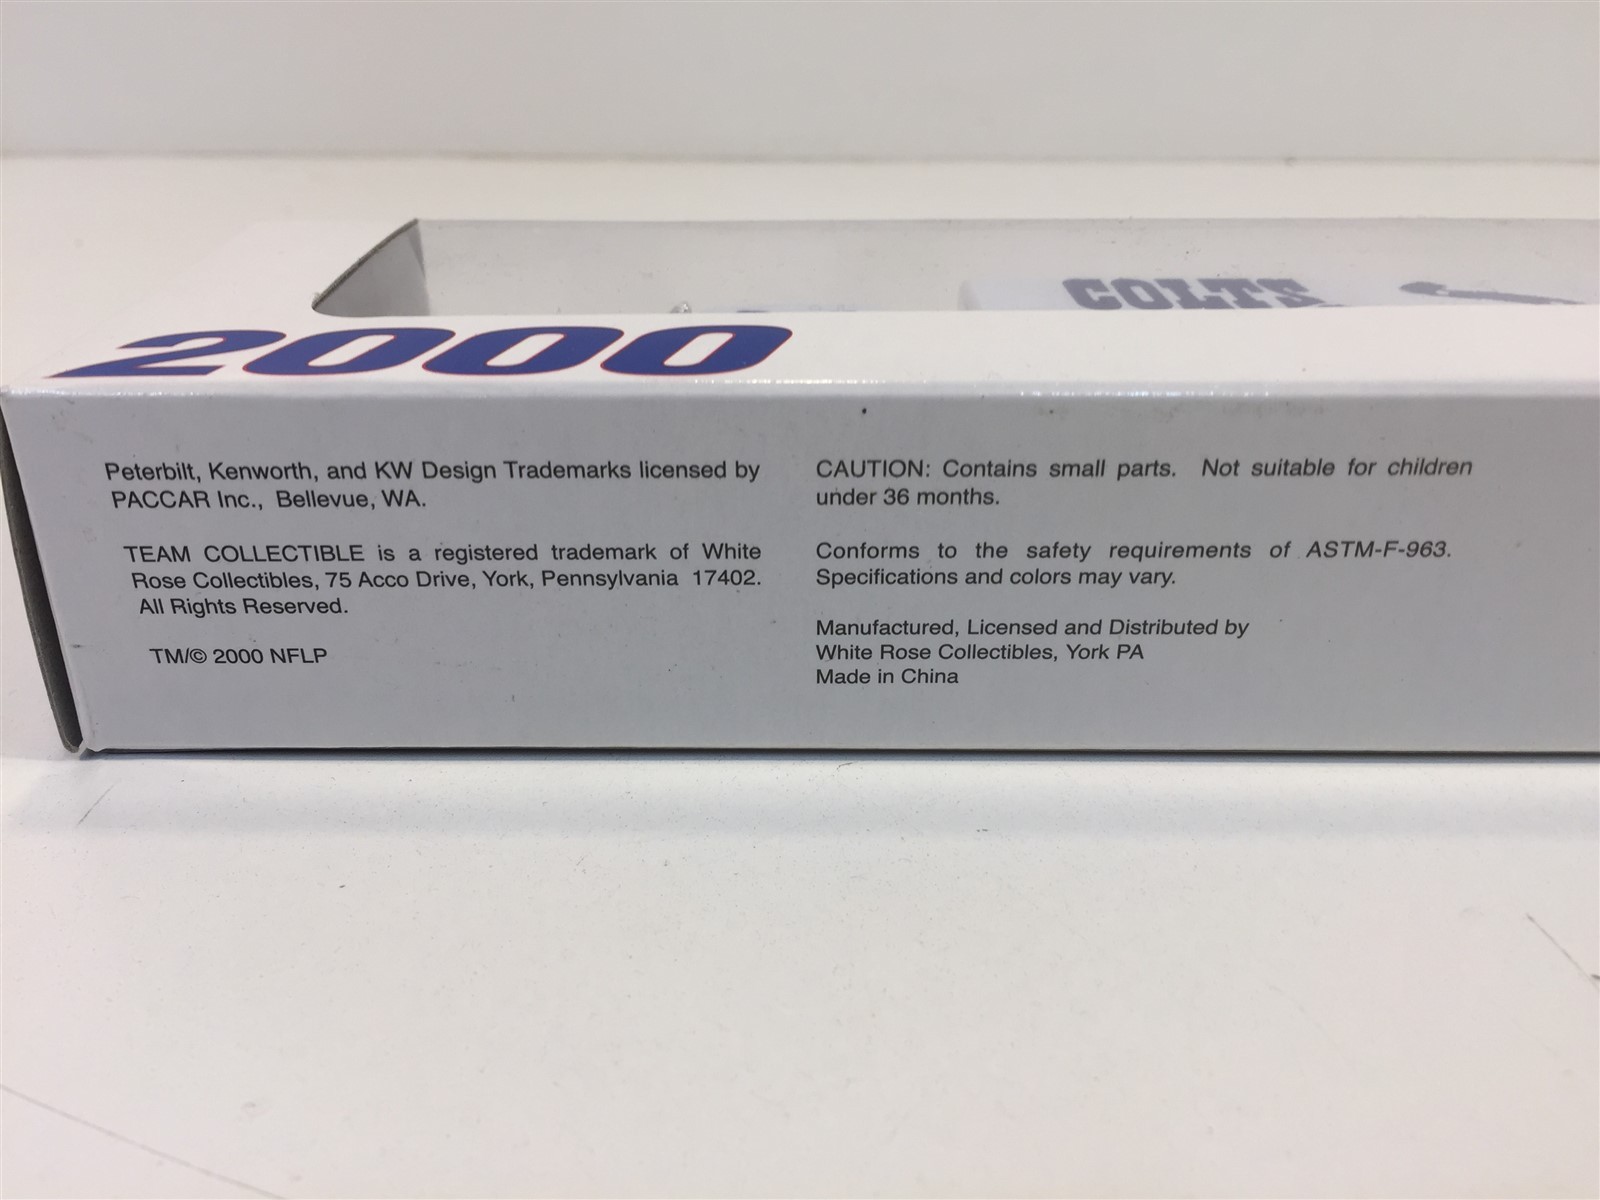 COLTS
2000
Peterbilt, Kenworth, and KW Design Trademarks licensed by
PACCAR Inc., Bellevue, WA.
TEAM COLLECTIBLE is a registered trademark of White
Rose Collectibles, 75 Acco Drive, York, Pennsylvania 17402.
All Rights Reserved.
TM/© 2000 NFLP
CAUTION: Contains small parts. Not suitable for children
under 36 months.
Conforms to the safety requirements of ASTM-F-963.
Specifications and colors may vary.
Manufactured, Licensed and Distributed by
White Rose Collectibles, York PA
Made in China